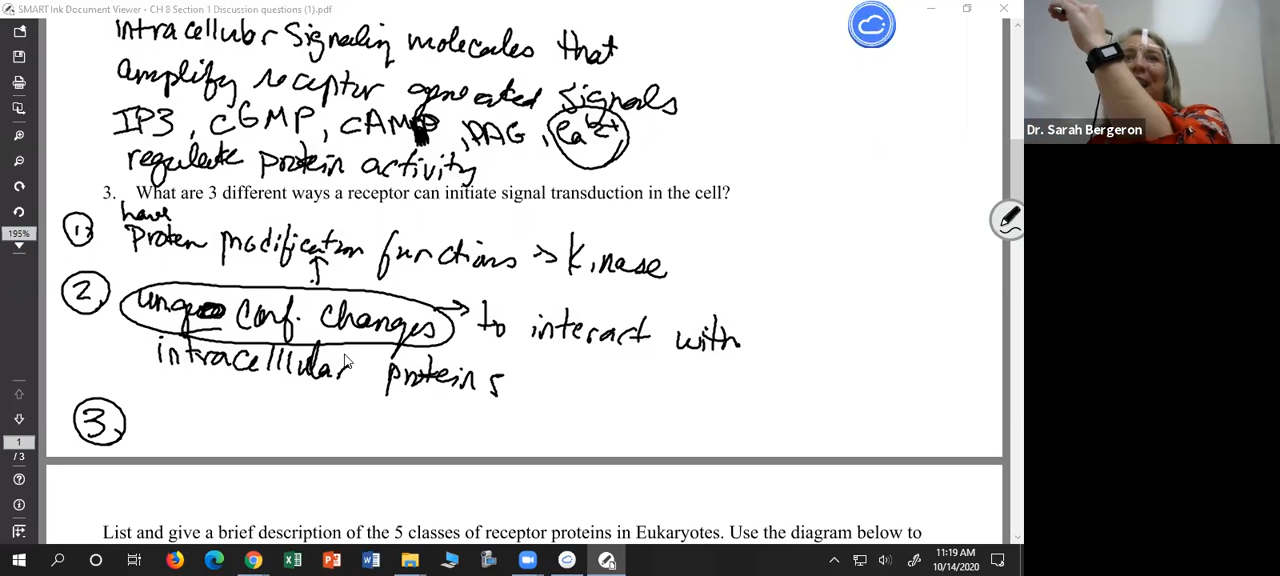 SMART Ink Document Viewer - CH 8 Section 1 Discussion questions (1).pdf
intracellular signaling molecules that
amplify receptor generated signals
IP3, cGMP, cAMP, DAG, Ca2+
regulate protein activity
3. What are 3 different ways a receptor can initiate signal transduction in the cell?
have
① Protein modification functions -> Kinase
② conf. changes → to interact with
intracellular proteins
③
List and give a brief description of the 5 classes of receptor proteins in Eukaryotes. Use the diagram below to
195%
1
/ 3
Dr. Sarah Bergeron
11:19 AM
10/14/2020